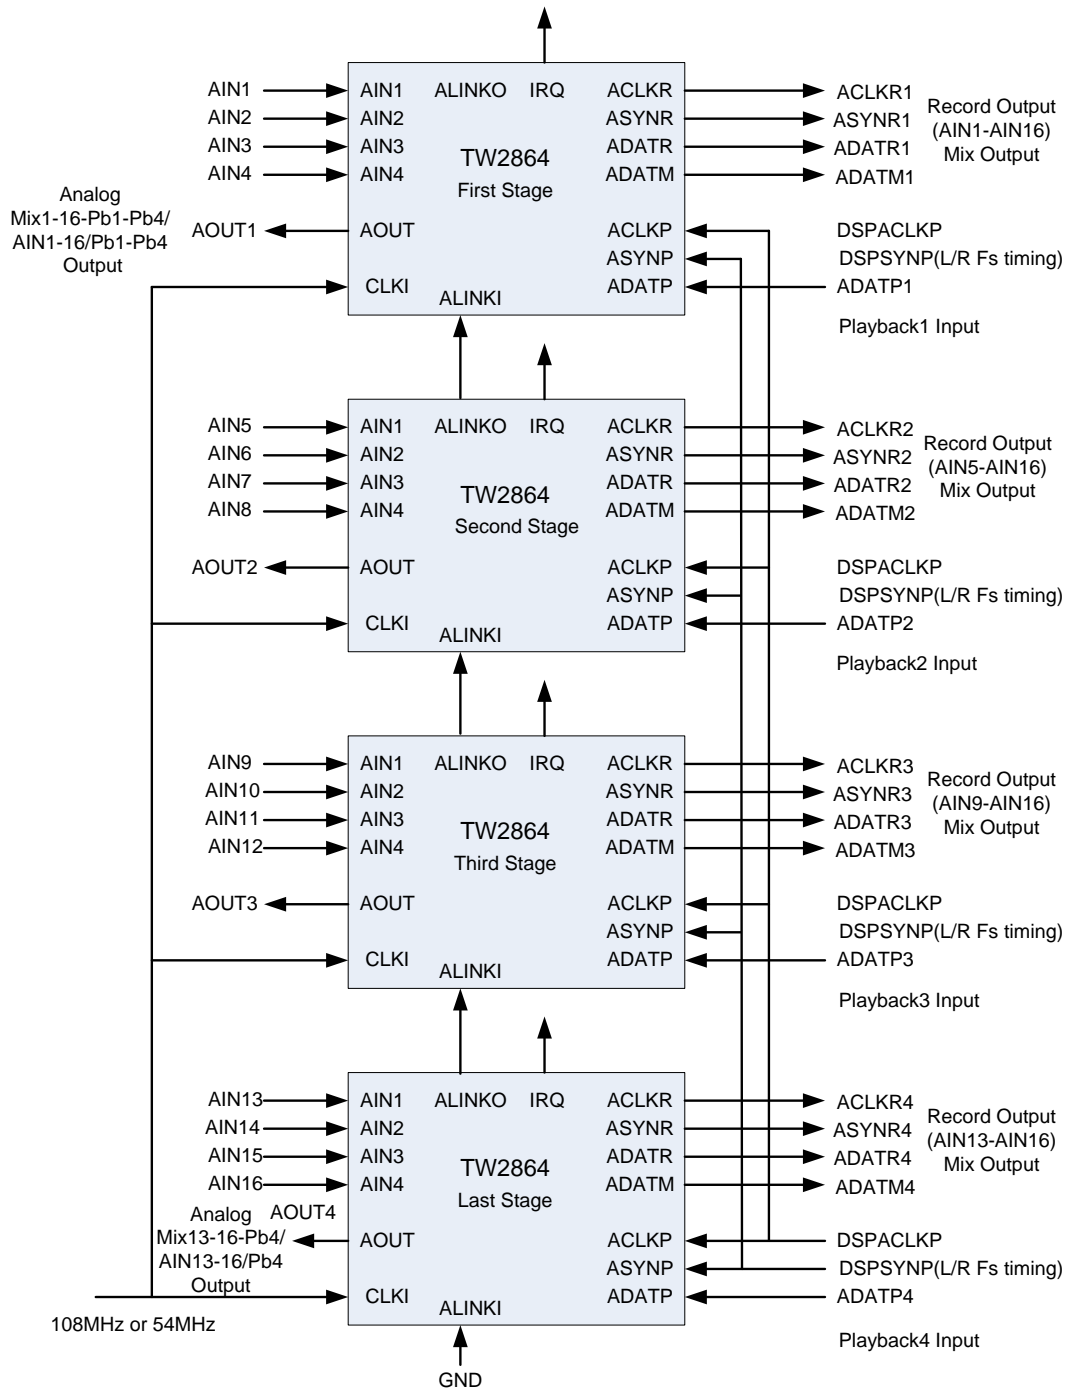 AIN1 AIN1 ALINKO IRQ ACLKR ACLKR1
AIN2 AIN2 ASYNR ASYNR1
AIN3 AIN3 ADATR ADATR1
AIN4 AIN4 ADATM ADATM1
TW2864
First Stage
Record Output
(AIN1-AIN16)
Mix Output
Analog
Mix1-16-Pb1-Pb4/
AIN1-16/Pb1-Pb4
Output
AOUT1 AOUT ACLKP DSPACLKP
ASYNP DSPSYNP(L/R Fs timing)
CLKI ALINKI ADATP ADATP1
Playback1 Input
AIN5 AIN1 ALINKO IRQ ACLKR ACLKR2
AIN6 AIN2 ASYNR ASYNR2
AIN7 AIN3 ADATR ADATR2
AIN8 AIN4 ADATM ADATM2
TW2864
Second Stage
Record Output
(AIN5-AIN16)
Mix Output
AOUT2 AOUT ACLKP DSPACLKP
ASYNP DSPSYNP(L/R Fs timing)
CLKI ALINKI ADATP ADATP2
Playback2 Input
AIN9 AIN1 ALINKO IRQ ACLKR ACLKR3
AIN10 AIN2 ASYNR ASYNR3
AIN11 AIN3 ADATR ADATR3
AIN12 AIN4 ADATM ADATM3
TW2864
Third Stage
Record Output
(AIN9-AIN16)
Mix Output
AOUT3 AOUT ACLKP DSPACLKP
ASYNP DSPSYNP(L/R Fs timing)
CLKI ALINKI ADATP ADATP3
Playback3 Input
AIN13 AIN1 ALINKO IRQ ACLKR ACLKR4
AIN14 AIN2 ASYNR ASYNR4
AIN15 AIN3 ADATR ADATR4
AIN16 AIN4 ADATM ADATM4
TW2864
Last Stage
Record Output
(AIN13-AIN16)
Mix Output
Analog
Mix13-16-Pb4/
AIN13-16/Pb4
Output
AOUT4 AOUT ACLKP DSPACLKP
ASYNP DSPSYNP(L/R Fs timing)
CLKI ALINKI ADATP ADATP4
108MHz or 54MHz
Playback4 Input
GND